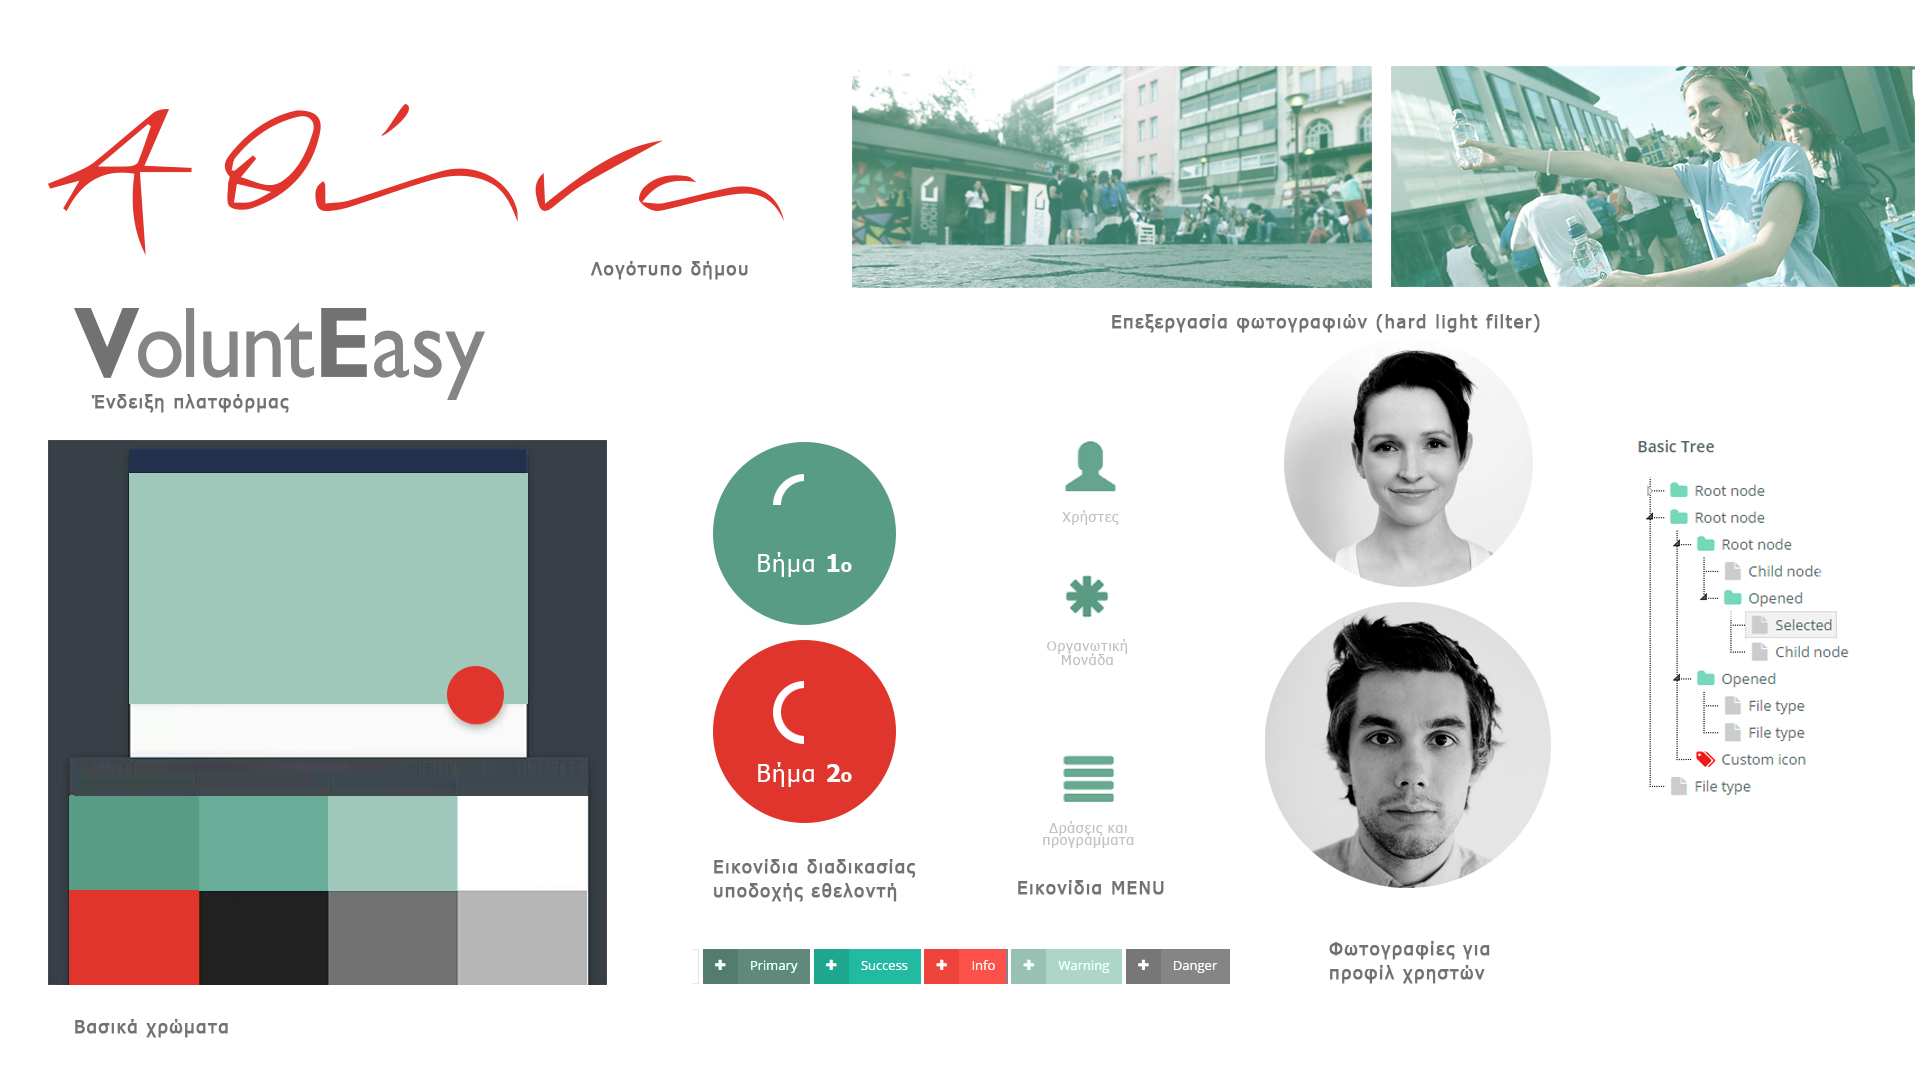 Αθήνα
Λογότυπο δήμου
VoluntEasy
Ένδειξη πλατφόρμας
Επεξεργασία φωτογραφιών (hard light filter)
Βήμα 1ο
Βήμα 2ο
Εικονίδια διαδικασίας
υποδοχής εθελοντή
Χρήστες
Οργανωτική
Μονάδα
Δράσεις και
προγράμματα
Εικονίδια MENU
Basic Tree
Root node
Root node
Root node
Child node
Opened
Selected
Child node
Opened
File type
File type
Custom icon
File type
Primary
Success
Info
Warning
Danger
Φωτογραφίες για
προφίλ χρηστών
Βασικά χρώματα